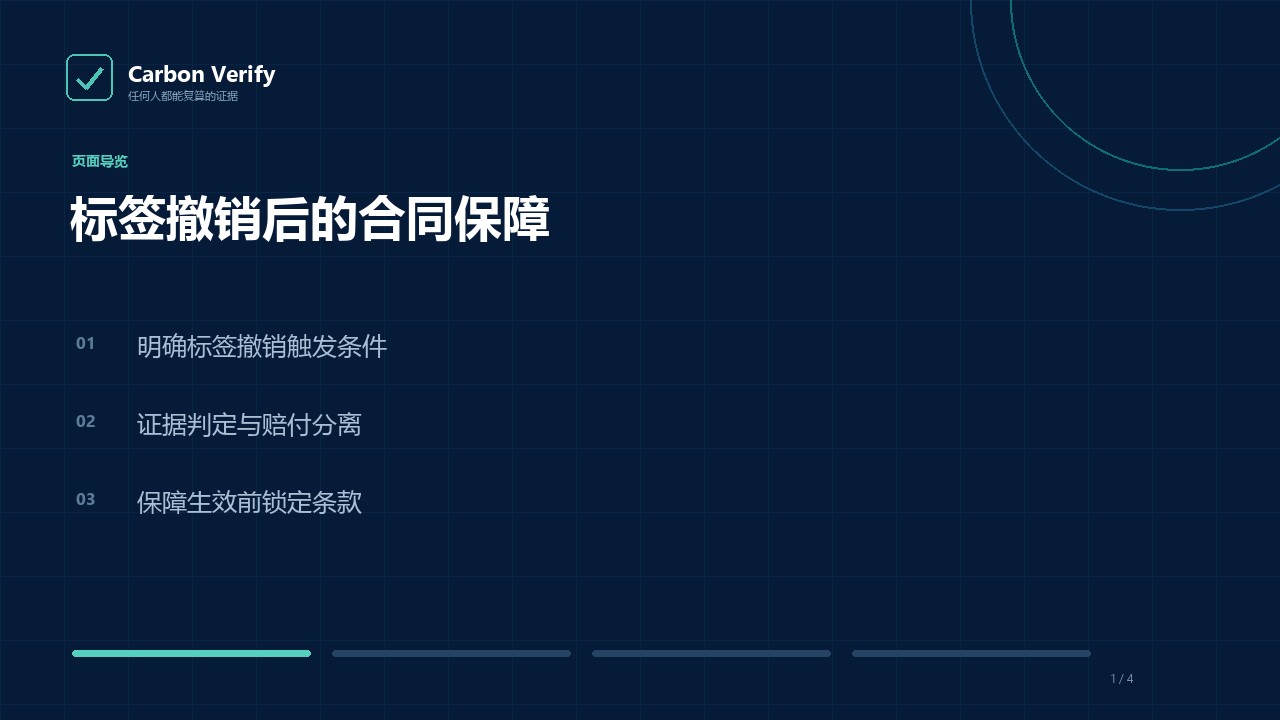 Carbon Verify
任何人都能复算的证据
页面导览
标签撤销后的合同保障
01 明确标签撤销触发条件
02 证据判定与赔付分离
03 保障生效前锁定条款
1 / 4